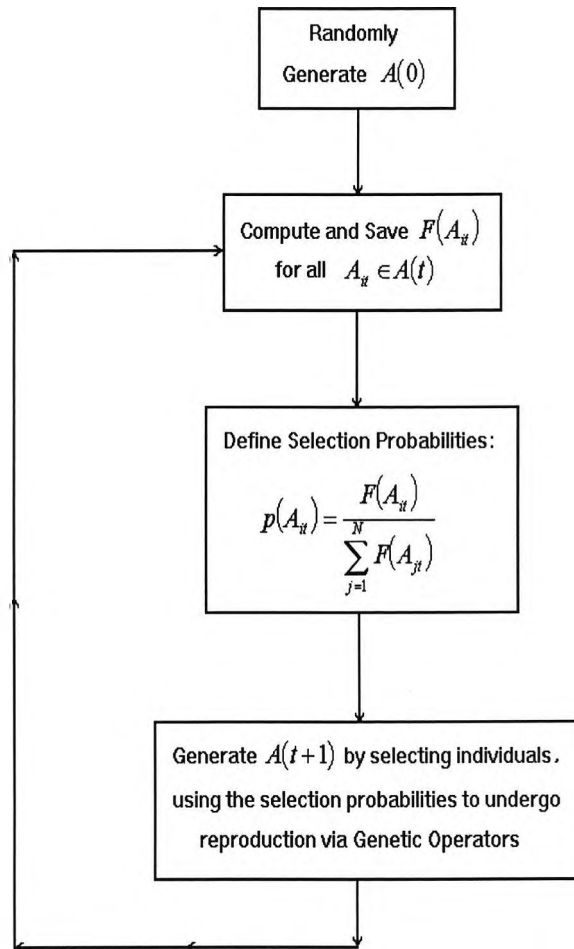 Randomly
Generate A(0)
Compute and Save F(A_it)
for all A_it ∈ A(t)
Define Selection Probabilities:
p(A_it) = F(A_it) / ∑_{j=1}^{N} F(A_jt)
Generate A(t+1) by selecting individuals,
using the selection probabilities to undergo
reproduction via Genetic Operators